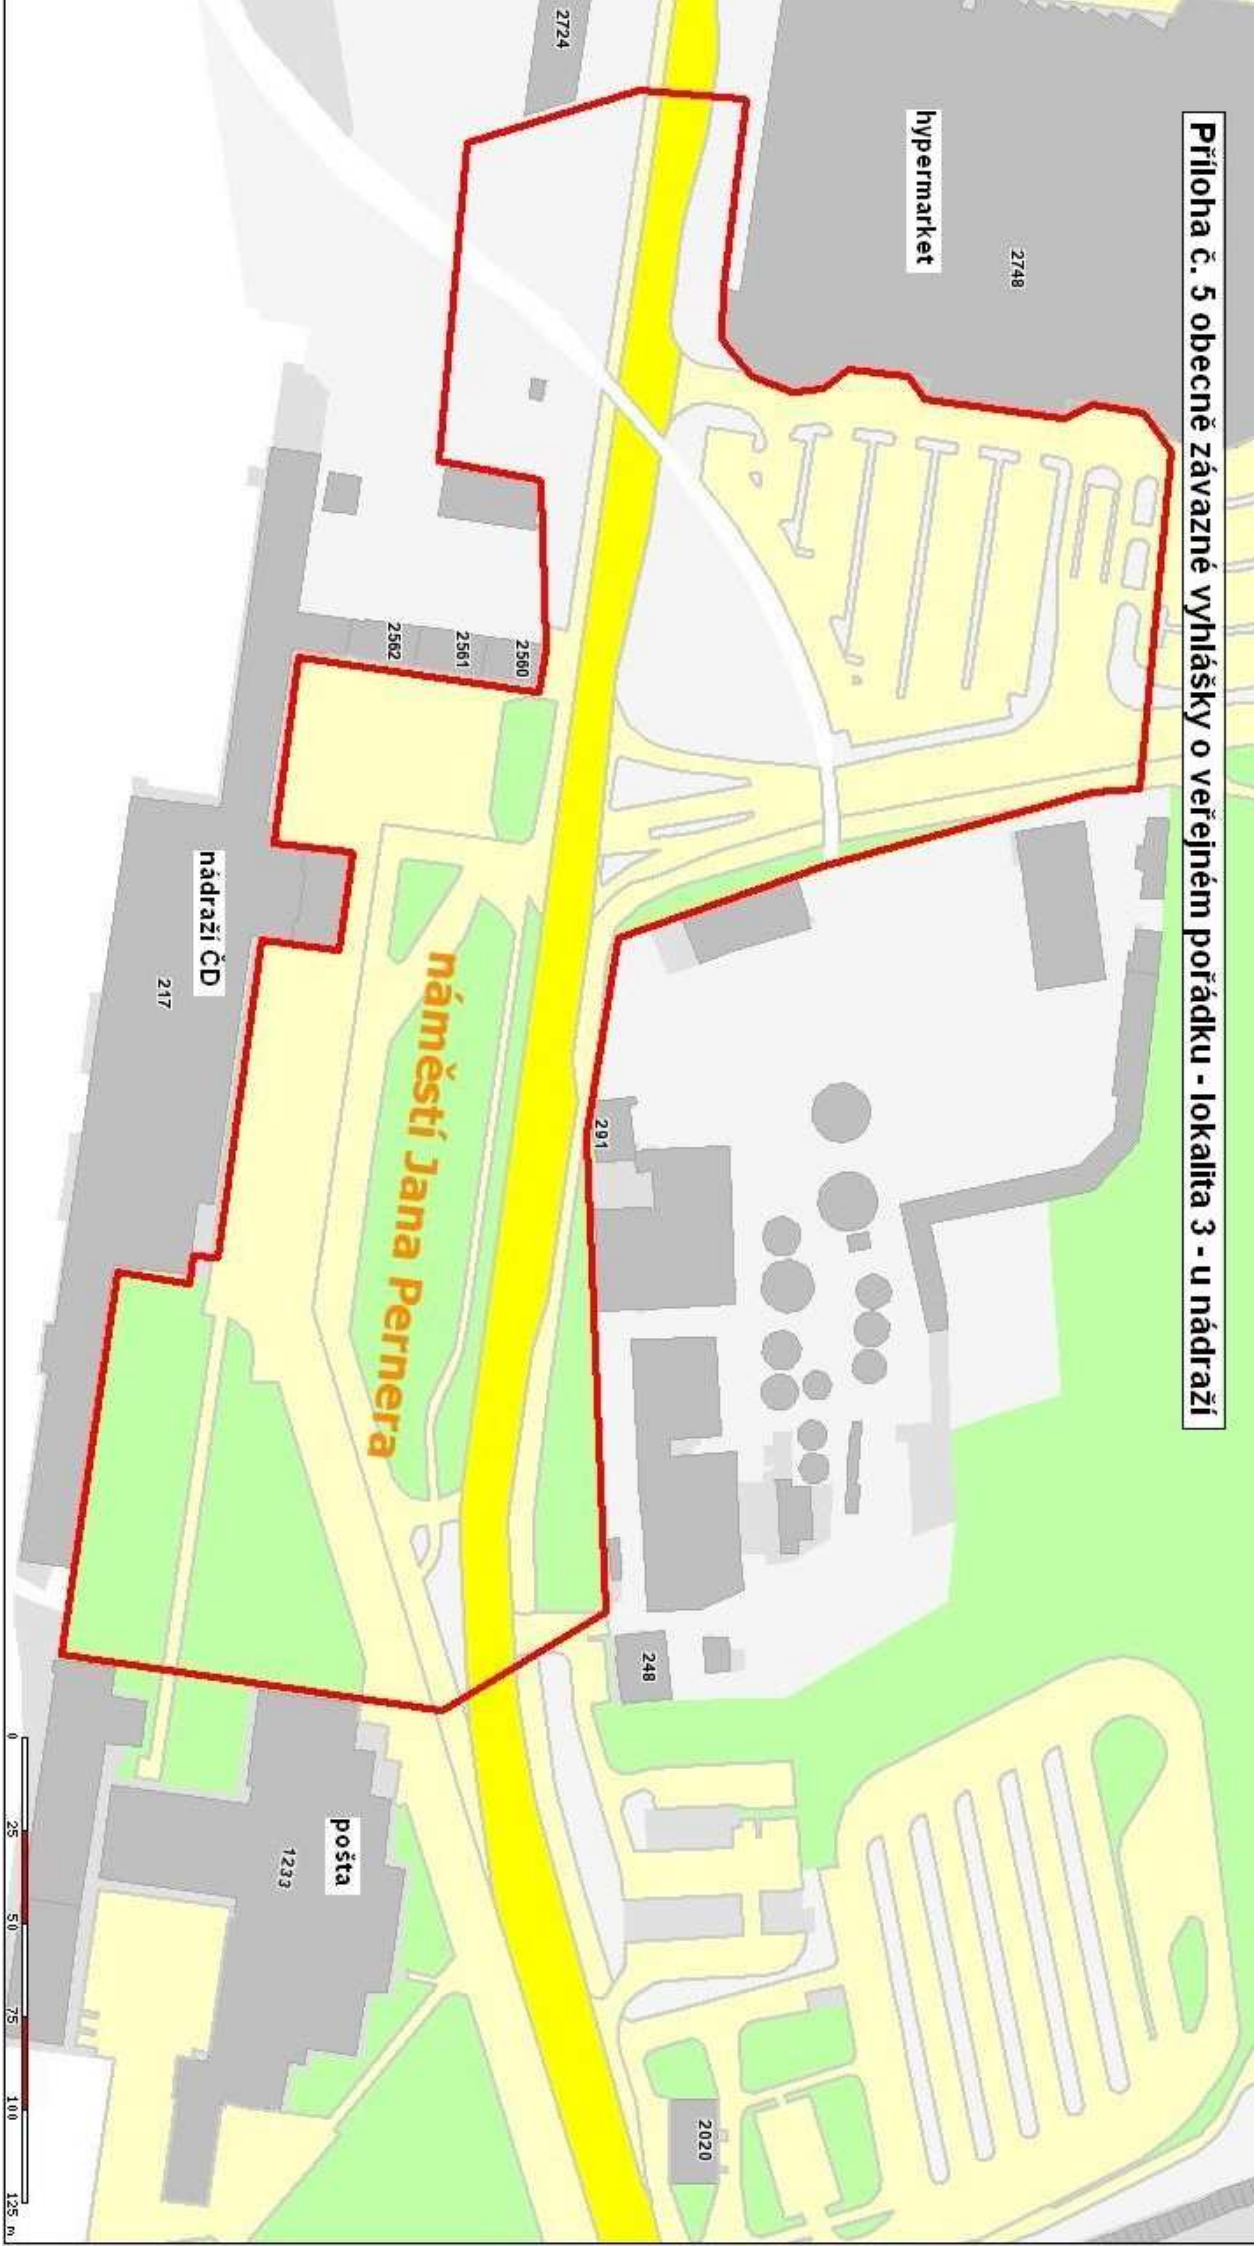 Příloha č. 5 obecně závazné vyhlášky o veřejném pořádku - lokalita 3 - u nádraží
hypermarket
2748
2724
2560
2561
2562
291
248
náměstí Jana Pernera
nádraží ČD
217
pošta
1233
2020
0 25 50 75 100 125 m